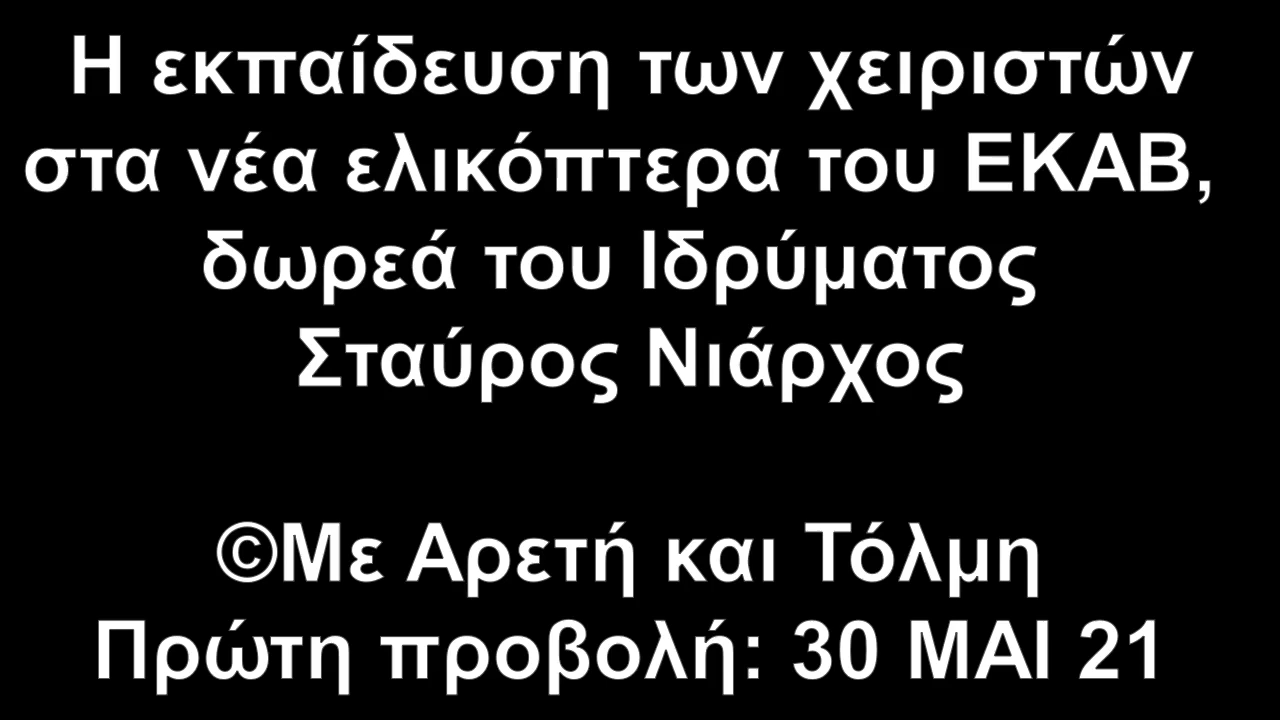 Η εκπαίδευση των χειριστών
στα νέα ελικόπτερα του ΕΚΑΒ,
δωρεά του Ιδρύματος
Σταύρος Νιάρχος
©Με Αρετή και Τόλμη
Πρώτη προβολή: 30 ΜΑΙ 21